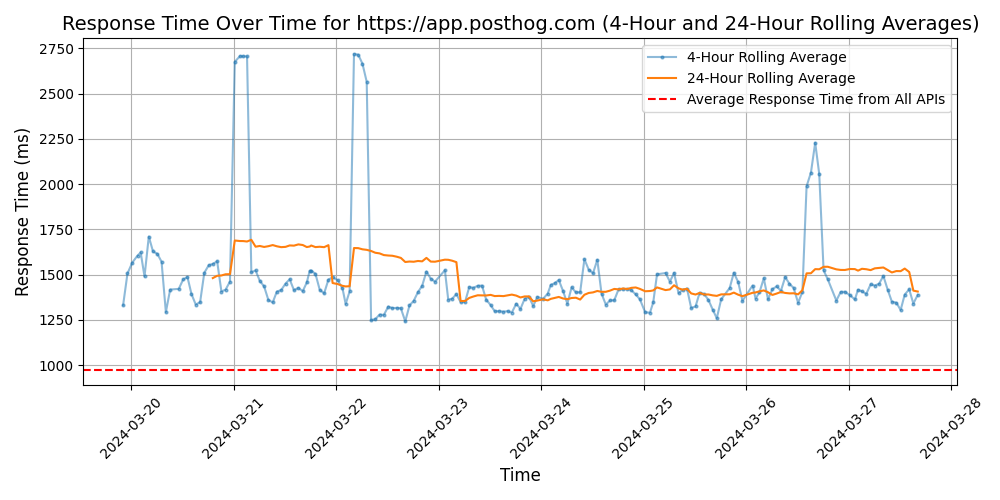 Response Time Over Time for https://app.posthog.com (4-Hour and 24-Hour Rolling Averages)
4-Hour Rolling Average
24-Hour Rolling Average
Average Response Time from All APIs
Response Time (ms)
2750
2500
2250
2000
1750
1500
1250
1000
2024-03-20
2024-03-21
2024-03-22
2024-03-23
2024-03-24
2024-03-25
2024-03-26
2024-03-27
2024-03-28
Time